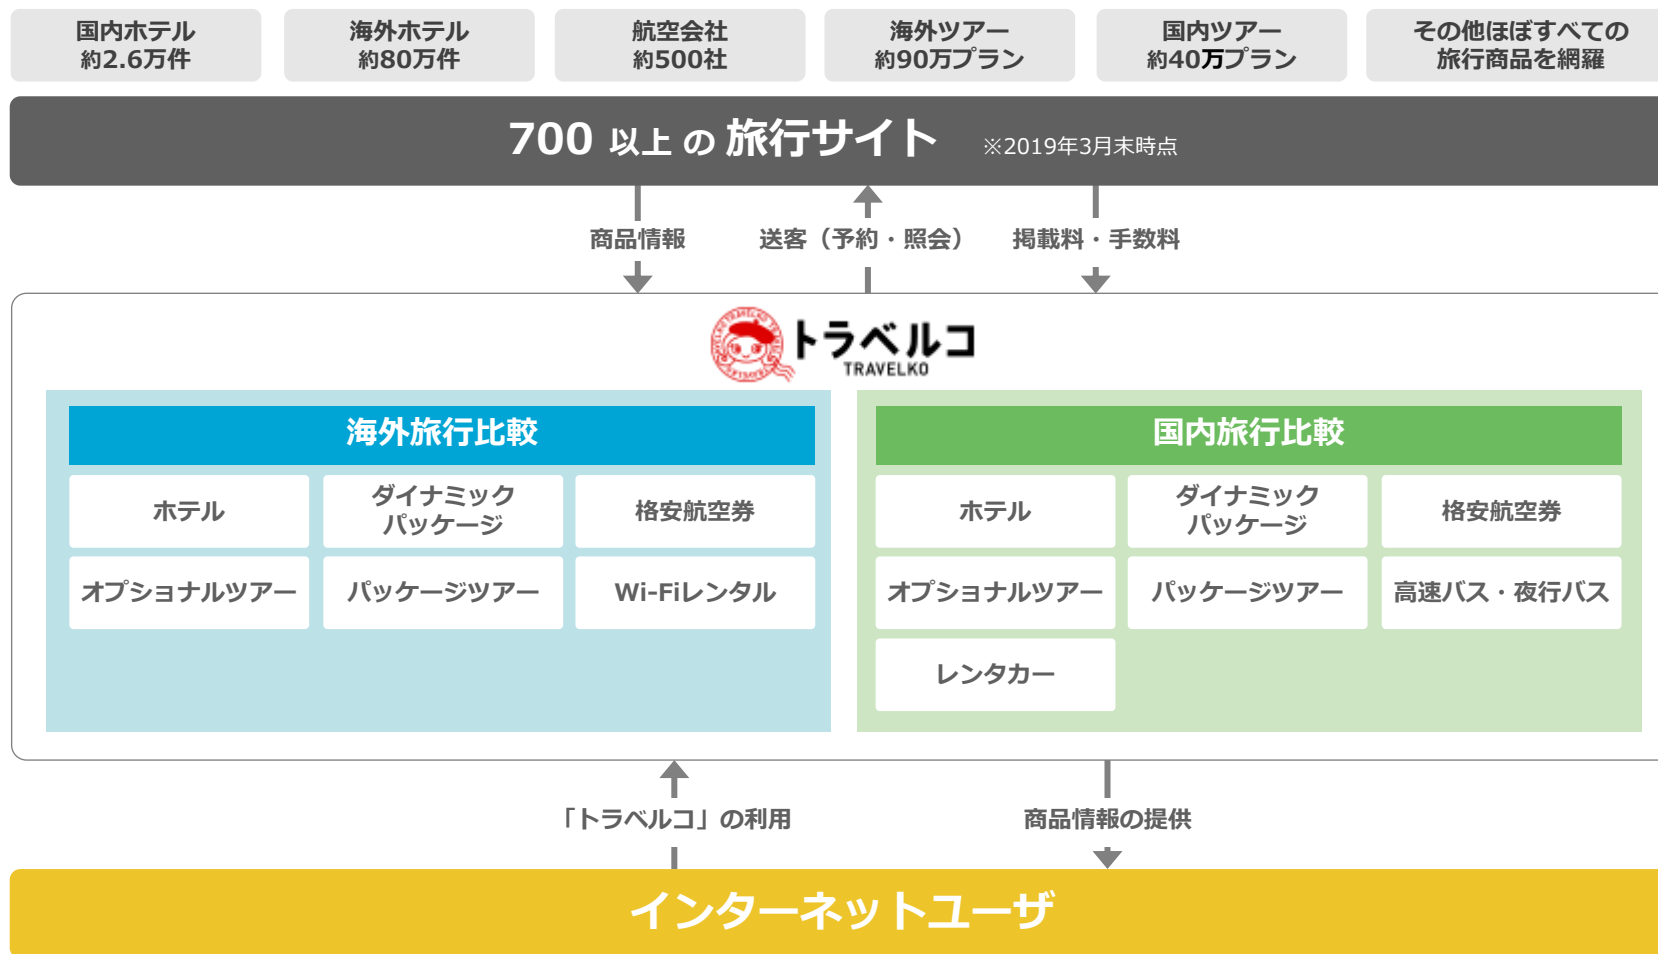 国内ホテル
約2.6万件
海外ホテル
約80万件
航空会社
約500社
海外ツアー
約90万プラン
国内ツアー
約40万プラン
その他ほぼすべての
旅行商品を網羅
700 以上 の 旅行サイト ※2019年3月末時点
商品情報
送客（予約・照会）
掲載料・手数料
トラベルコ
TRAVELKO
海外旅行比較
ホテル
ダイナミック
パッケージ
格安航空券
オプショナルツアー
パッケージツアー
Wi-Fiレンタル
国内旅行比較
ホテル
ダイナミック
パッケージ
格安航空券
オプショナルツアー
パッケージツアー
高速バス・夜行バス
レンタカー
「トラベルコ」の利用
商品情報の提供
インターネットユーザ